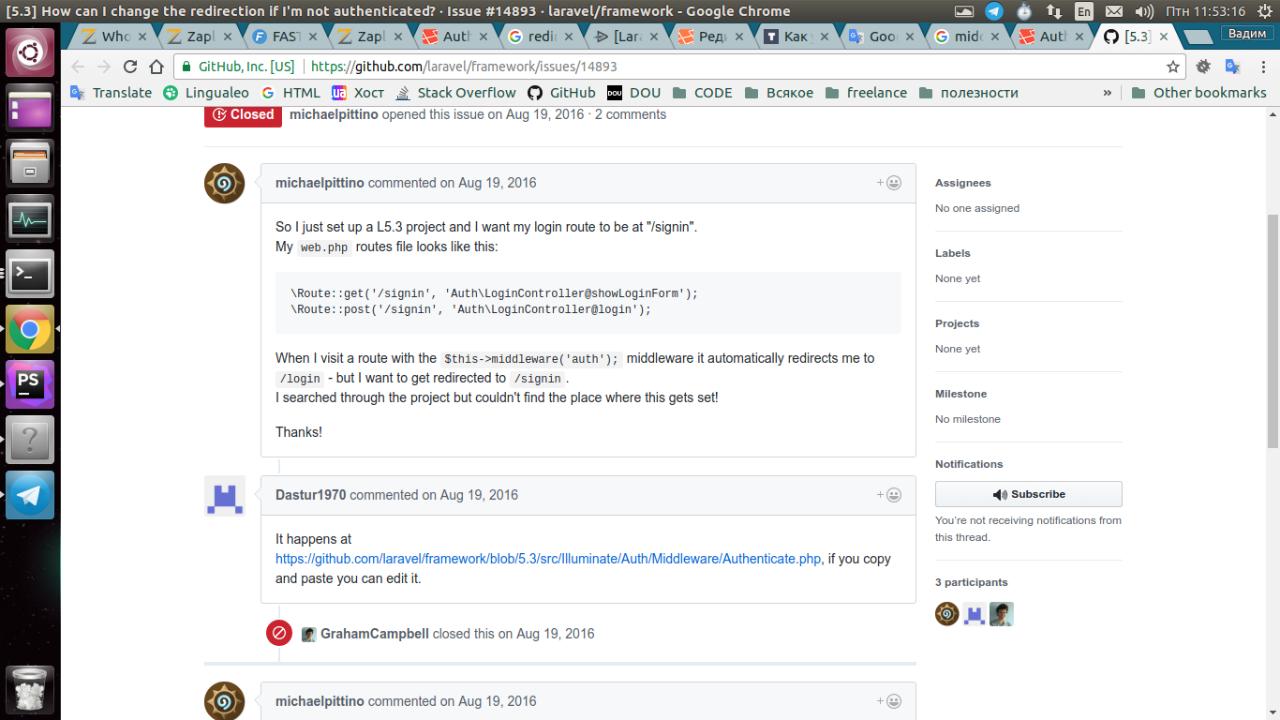 [5.3] How can I change the redirection if I'm not authenticated? · Issue #14893 · laravel/framework - Google Chrome
En
Птн 11:53:16
Who
Zapl
FAST
Zapl
Auth
redir
[Lara
Реди
Как
Goo
midd
Auth
[5.3]
Вадим
GitHub, Inc. [US]
https://github.com/laravel/framework/issues/14893
Translate
Lingualeo
HTML
Хост
Stack Overflow
GitHub
DOU
CODE
Всякое
freelance
полезности
»
Other bookmarks
Closed
michaelpittino opened this issue on Aug 19, 2016 · 2 comments
michaelpittino commented on Aug 19, 2016
So I just set up a L5.3 project and I want my login route to be at "/signin".
My web.php routes file looks like this:
\Route::get('/signin', 'Auth\LoginController@showLoginForm');
\Route::post('/signin', 'Auth\LoginController@login');
When I visit a route with the $this->middleware('auth'); middleware it automatically redirects me to
/login - but I want to get redirected to /signin .
I searched through the project but couldn't find the place where this gets set!
Thanks!
Dastur1970 commented on Aug 19, 2016
It happens at
https://github.com/laravel/framework/blob/5.3/src/Illuminate/Auth/Middleware/Authenticate.php, if you copy
and paste you can edit it.
GrahamCampbell closed this on Aug 19, 2016
michaelpittino commented on Aug 19, 2016
Assignees
No one assigned
Labels
None yet
Projects
None yet
Milestone
No milestone
Notifications
Subscribe
You're not receiving notifications from
this thread.
3 participants
PS